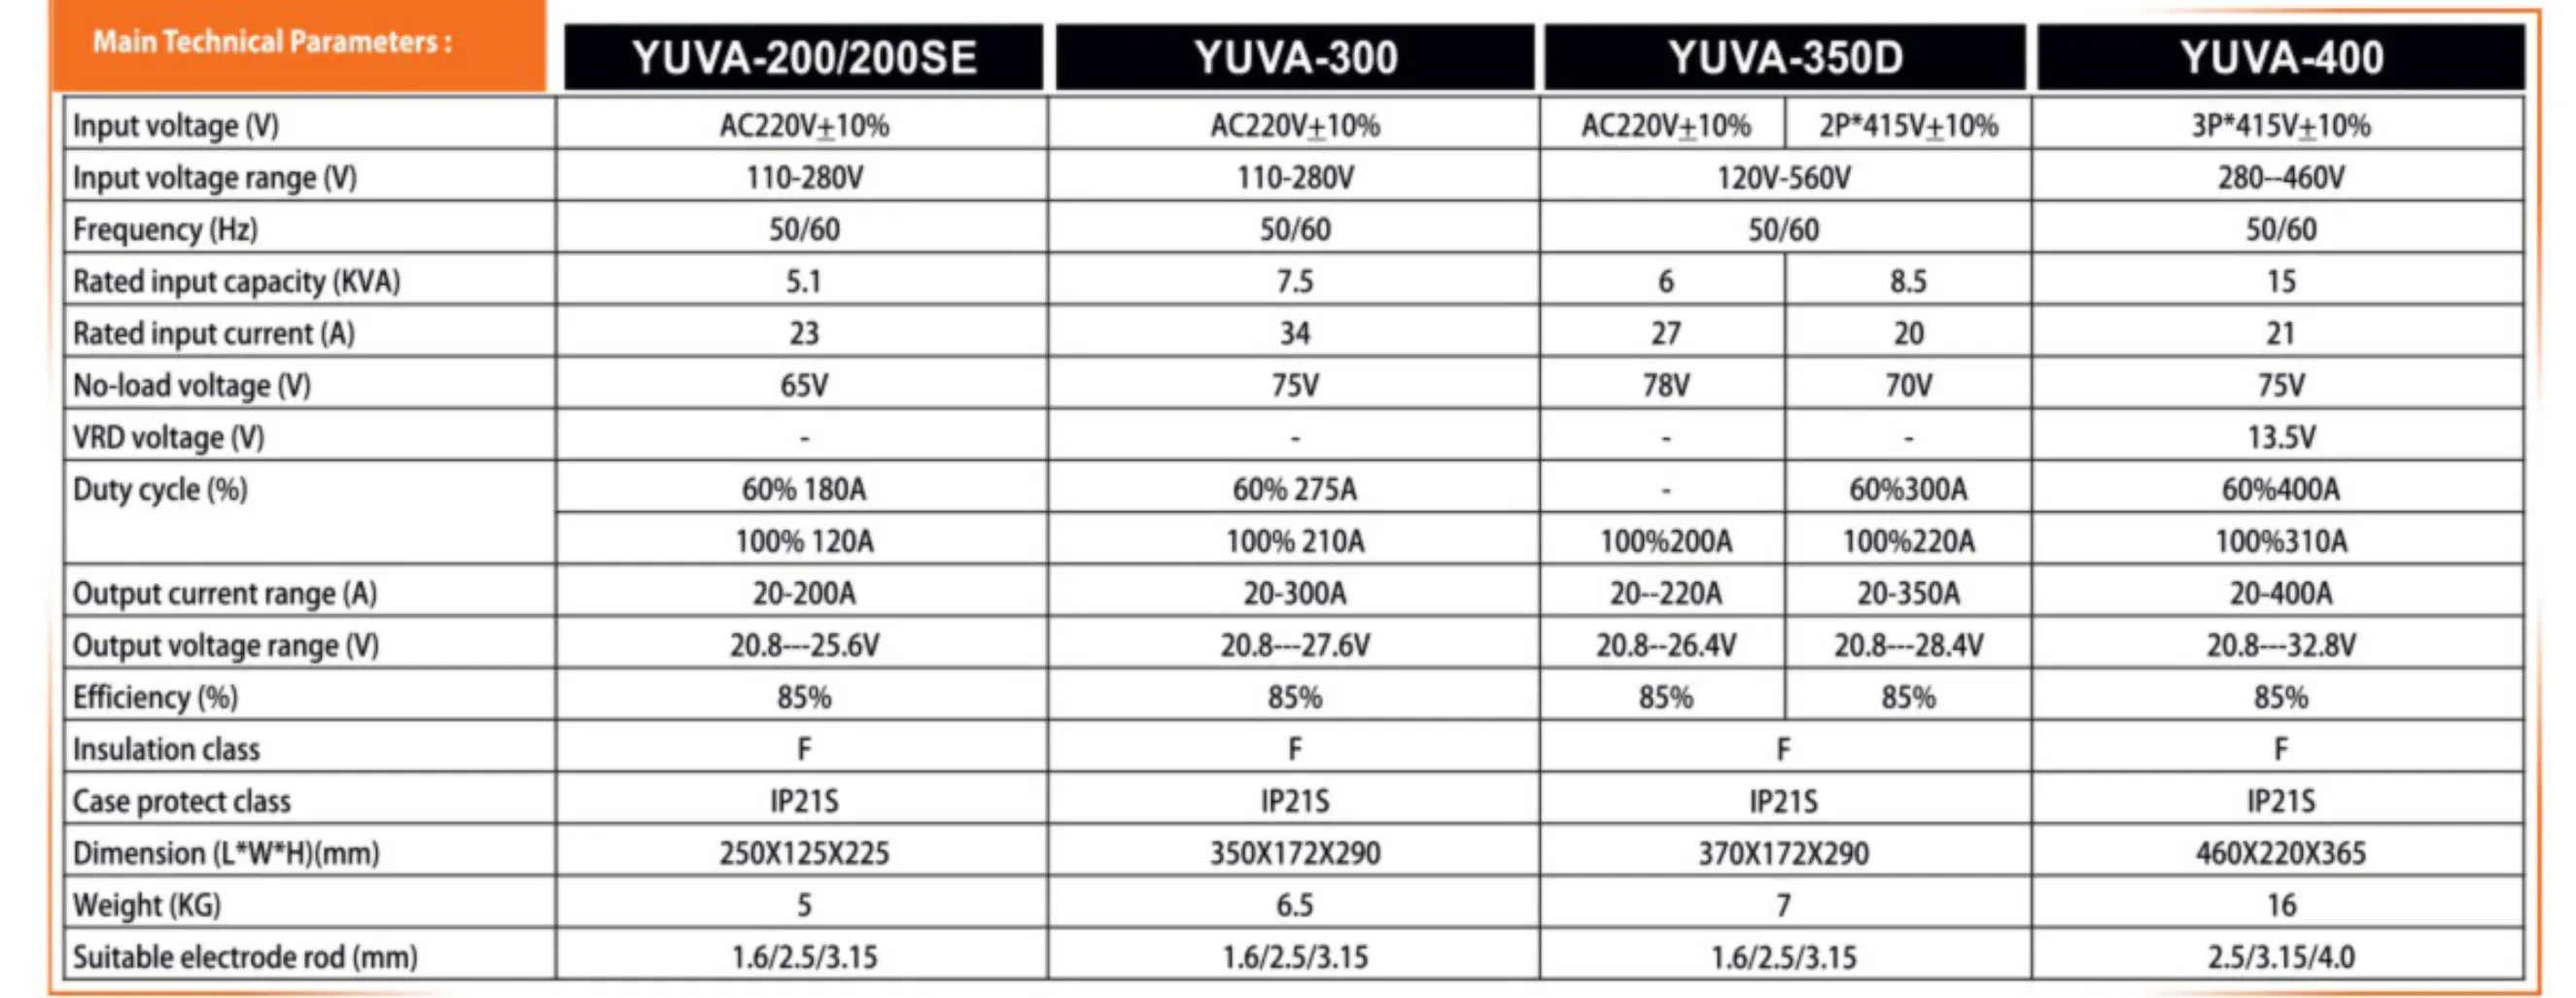 Main Technical Parameters : YUVA-200/200SE YUVA-300 YUVA-350D YUVA-400
Input voltage (V) AC220V±10% AC220V±10% AC220V±10% 2P*415V±10% 3P*415V±10%
Input voltage range (V) 110-280V 110-280V 120V-560V 280--460V
Frequency (Hz) 50/60 50/60 50/60 50/60
Rated input capacity (KVA) 5.1 7.5 6 8.5 15
Rated input current (A) 23 34 27 20 21
No-load voltage (V) 65V 75V 78V 70V 75V
VRD voltage (V) - - - - 13.5V
Duty cycle (%) 60% 180A 60% 275A - 60%300A 60%400A
100% 120A 100% 210A 100%200A 100%220A 100%310A
Output current range (A) 20-200A 20-300A 20--220A 20-350A 20-400A
Output voltage range (V) 20.8---25.6V 20.8---27.6V 20.8--26.4V 20.8---28.4V 20.8---32.8V
Efficiency (%) 85% 85% 85% 85% 85%
Insulation class F F F F
Case protect class IP21S IP21S IP21S IP21S
Dimension (L*W*H)(mm) 250X125X225 350X172X290 370X172X290 460X220X365
Weight (KG) 5 6.5 7 16
Suitable electrode rod (mm) 1.6/2.5/3.15 1.6/2.5/3.15 1.6/2.5/3.15 2.5/3.15/4.0